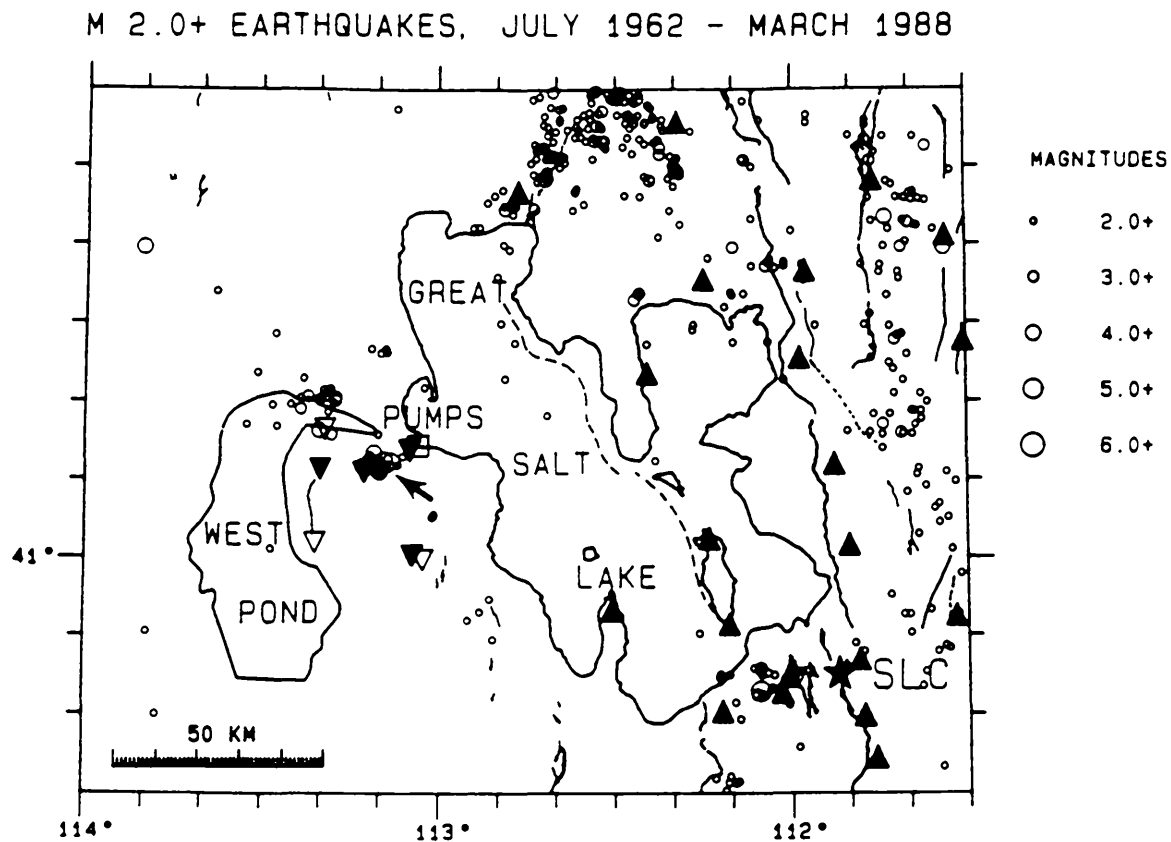 M 2.0+ EARTHQUAKES, JULY 1962 - MARCH 1988
MAGNITUDES
2.0+
3.0+
4.0+
5.0+
6.0+
GREAT
PUMPS
SALT
WEST
41°
LAKE
POND
SLC
50 KM
114°
113°
112°